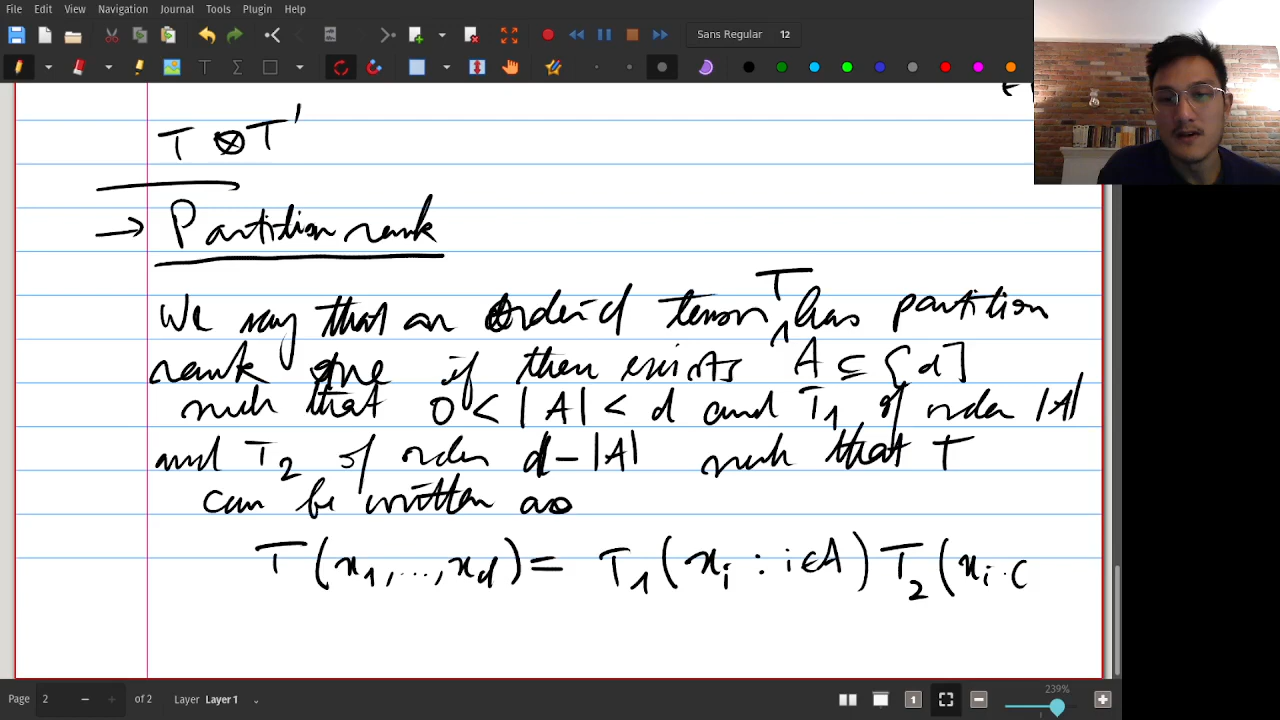 File Edit View Navigation Journal Tools Plugin Help
Sans Regular 12
T ⊗ T'
→ Partition rank
We say that an order-d tensor T has partition
rank one if there exists A ⊆ [d]
such that 0 < |A| < d and T1 of order |A|
and T2 of order d - |A| such that T
can be written as
T(x1, ..., xd) = T1(xi : i ∈ A) T2(xi : 
Page 2 of 2 Layer Layer 1 1 239%